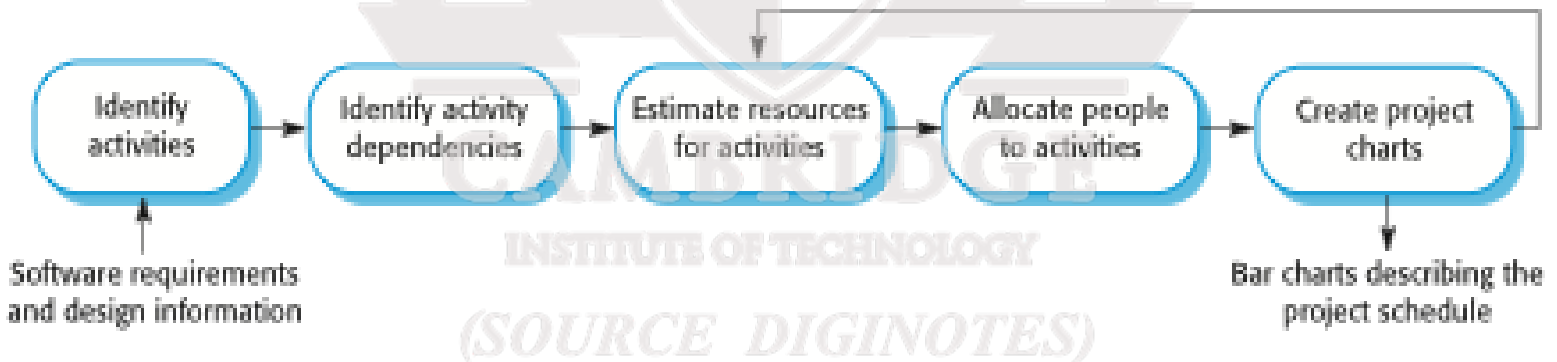 Identify
activities
Identify activity
dependencies
Estimate resources
for activities
Allocate people
to activities
Create project
charts
Software requirements
and design information
Bar charts describing the
project schedule
CAMBRIDGE
INSTITUTE OF TECHNOLOGY
(SOURCE DIGINOTES)